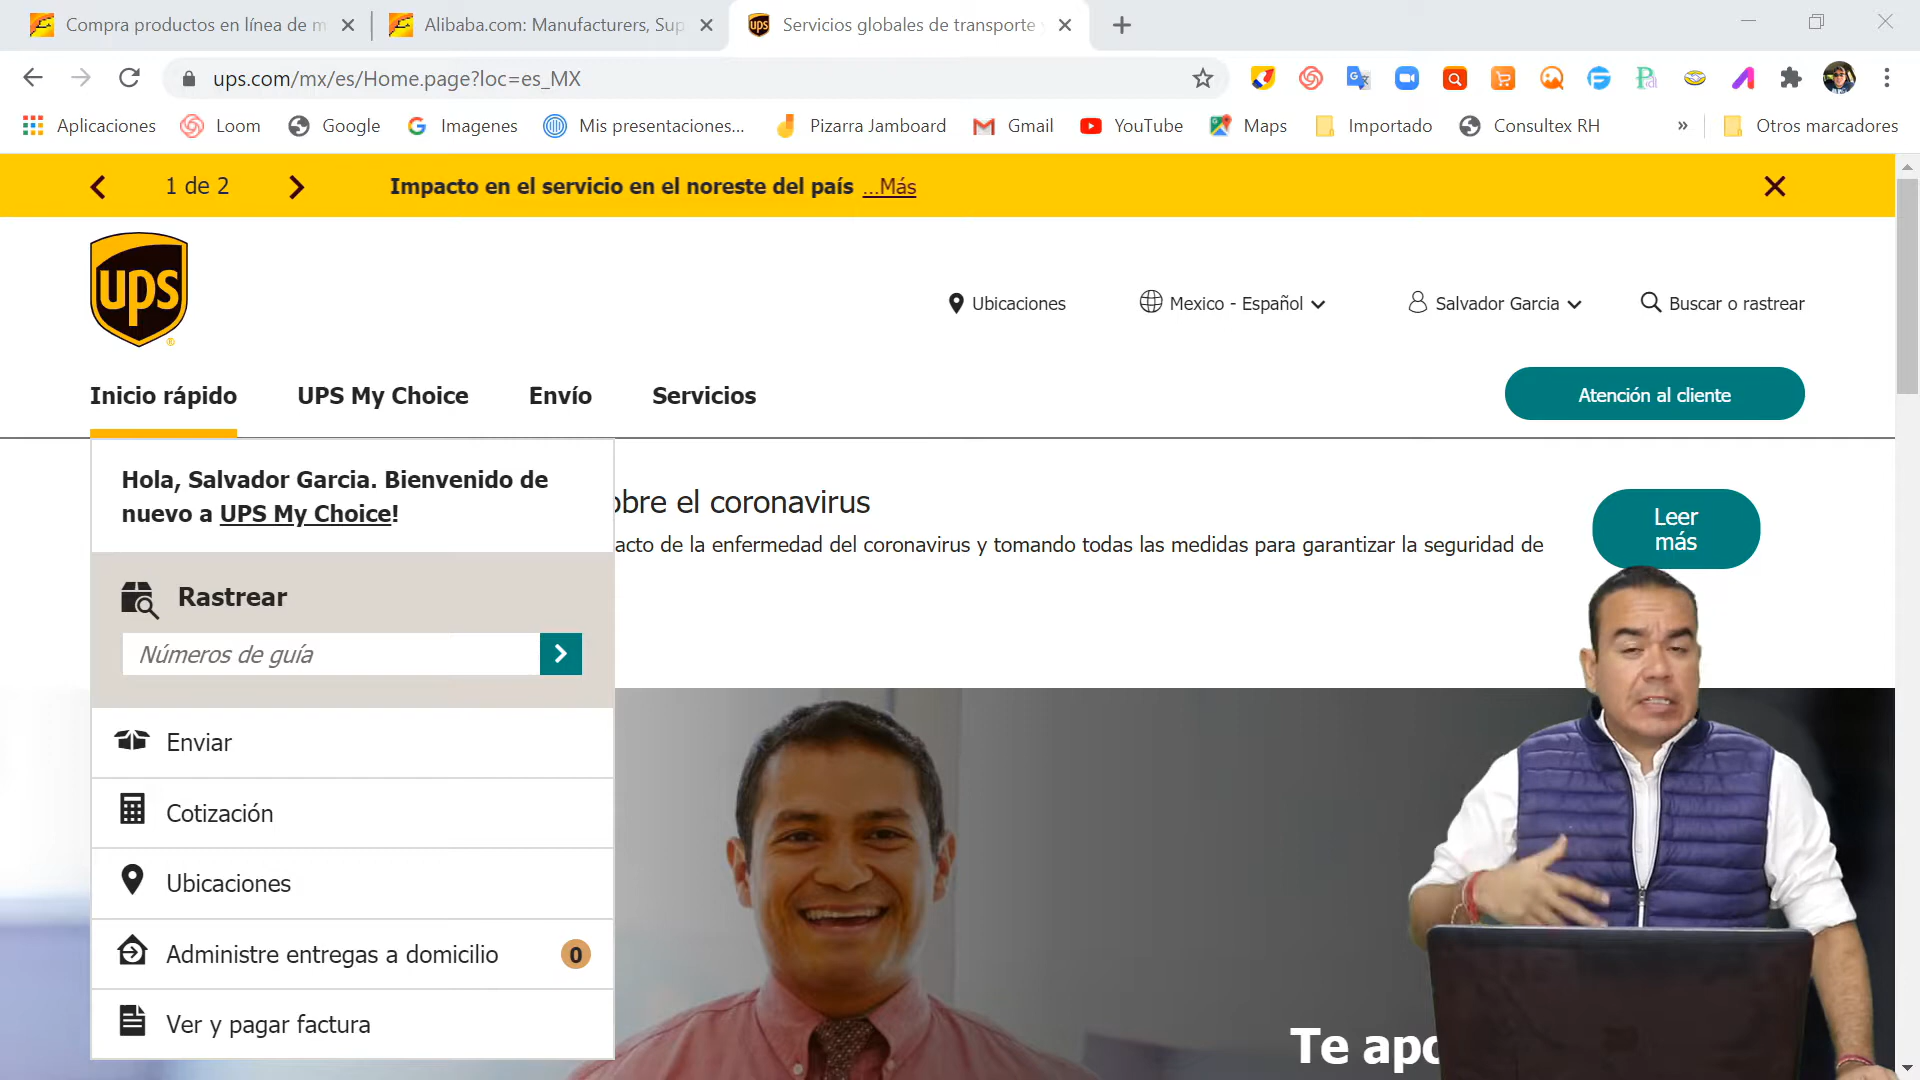 Compra productos en línea de m
Alibaba.com: Manufacturers, Sup
Servicios globales de transporte
ups.com/mx/es/Home.page?loc=es_MX
Aplicaciones
Loom
Google
Imagenes
Mis presentaciones...
Pizarra Jamboard
Gmail
YouTube
Maps
Importado
Consultex RH
»
Otros marcadores
1 de 2
Impacto en el servicio en el noreste del país ...Más
ups
Ubicaciones
Mexico - Español
Salvador Garcia
Buscar o rastrear
Inicio rápido
UPS My Choice
Envío
Servicios
Atención al cliente
Hola, Salvador Garcia. Bienvenido de
nuevo a UPS My Choice!
obre el coronavirus
acto de la enfermedad del coronavirus y tomando todas las medidas para garantizar la seguridad de
Leer
más
Rastrear
Números de guía
Enviar
Cotización
Ubicaciones
Administre entregas a domicilio
0
Ver y pagar factura
Te apo